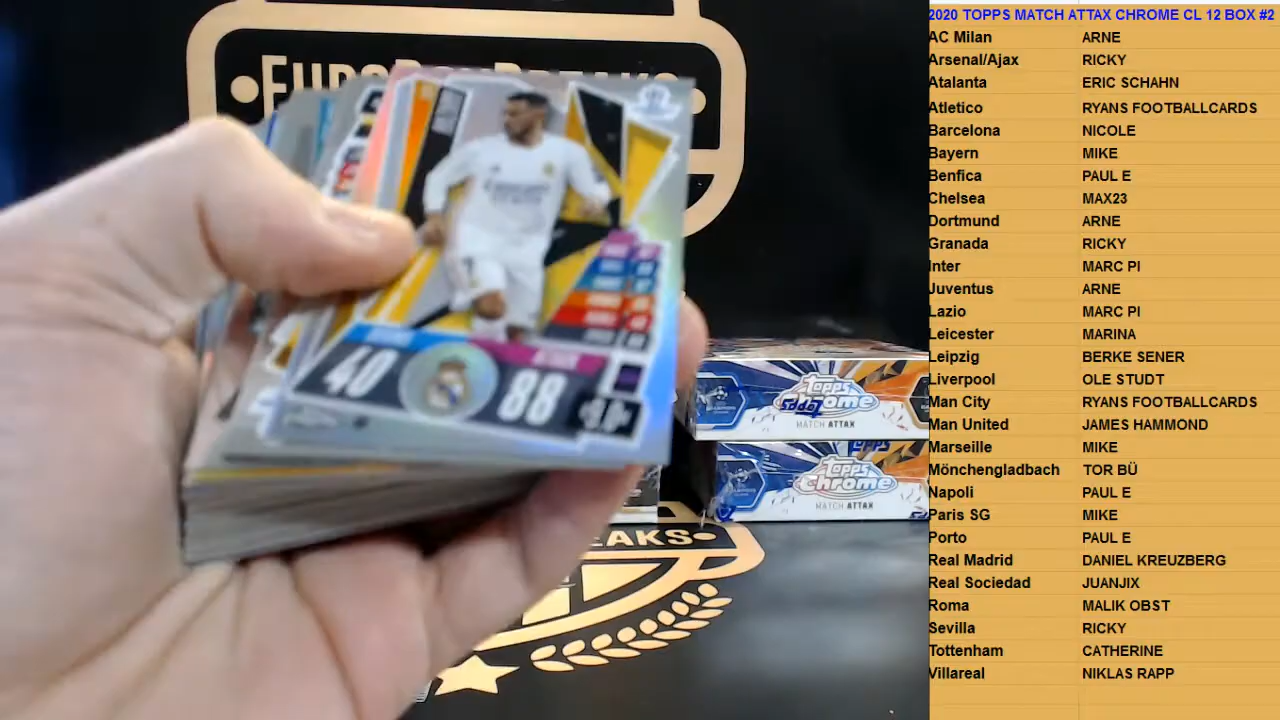 2020 TOPPS MATCH ATTAX CHROME CL 12 BOX #2
AC Milan ARNE
Arsenal/Ajax RICKY
Atalanta ERIC SCHAHN
Atletico RYANS FOOTBALLCARDS
Barcelona NICOLE
Bayern MIKE
Benfica PAUL E
Chelsea MAX23
Dortmund ARNE
Granada RICKY
Inter MARC PI
Juventus ARNE
Lazio MARC PI
Leicester MARINA
Leipzig BERKE SENER
Liverpool OLE STUDT
Man City RYANS FOOTBALLCARDS
Man United JAMES HAMMOND
Marseille MIKE
Mönchengladbach TOR BÜ
Napoli PAUL E
Paris SG MIKE
Porto PAUL E
Real Madrid DANIEL KREUZBERG
Real Sociedad JUANJIX
Roma MALIK OBST
Sevilla RICKY
Tottenham CATHERINE
Villareal NIKLAS RAPP
40 88
topps
chrome
MATCH ATTAX
topps
chrome
MATCH ATTAX
EAKS